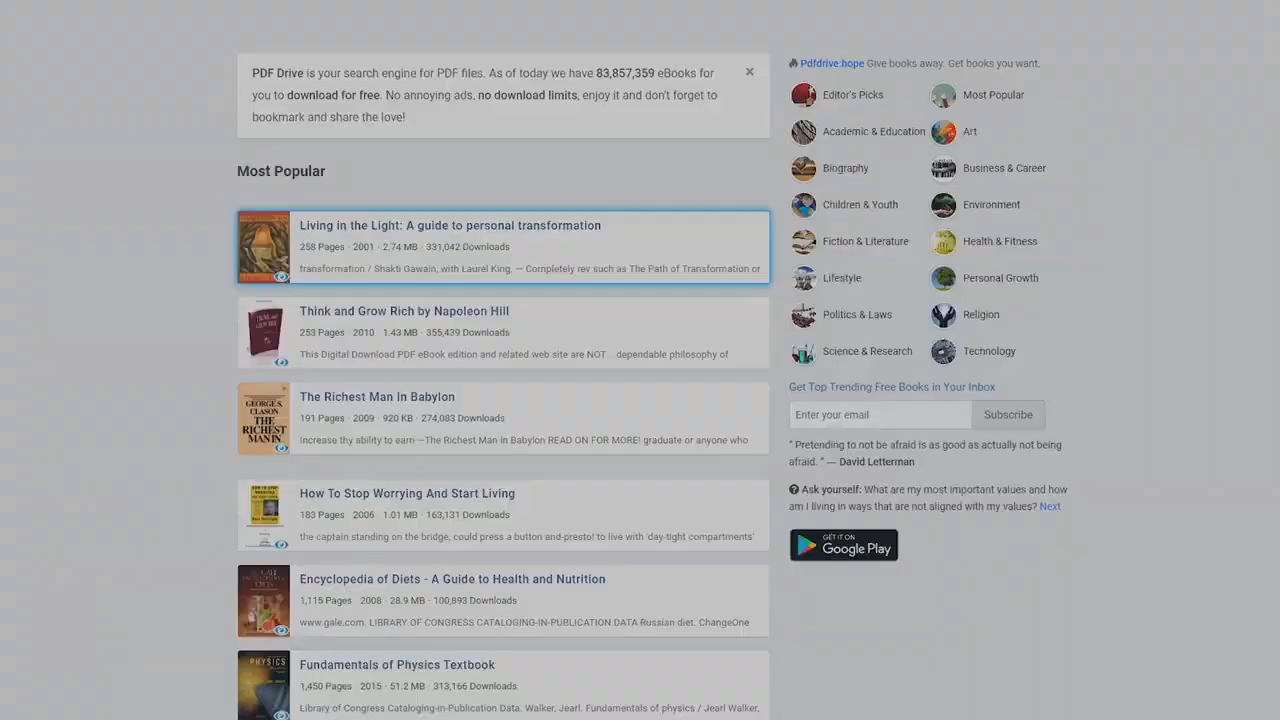 PDF Drive is your search engine for PDF files. As of today we have 83,857,359 eBooks for
you to download for free. No annoying ads, no download limits, enjoy it and don't forget to
bookmark and share the love!
Most Popular
Living in the Light: A guide to personal transformation
258 Pages · 2001 · 2.74 MB · 331,042 Downloads
transformation / Shakti Gawain, with Laurel King. — Completely rev such as The Path of Transformation or
Think and Grow Rich by Napoleon Hill
253 Pages 2010 1.43 MB · 355,439 Downloads
This Digital Download PDF eBook edition and related web site are NOT .. dependable philosophy of
GEORGE S.
CLASON
THE
RICHEST
MAN IN
The Richest Man In Babylon
191 Pages · 2009 · 920 KB · 274,083 Downloads
Increase thy ability to earn —The Richest Man in Babylon READ ON FOR MORE! graduate or anyone who
How To Stop Worrying And Start Living
183 Pages 2006 1.01 MB · 163,131 Downloads
the captain standing on the bridge, could press a button and-presto! to live with 'day-tight compartments'
Encyclopedia of Diets - A Guide to Health and Nutrition
1,115 Pages 2008 · 28.9 MB · 100,893 Downloads
www.gale.com. LIBRARY OF CONGRESS CATALOGING-IN-PUBLICATION DATA Russian diet. ChangeOne
PHYSICS
Fundamentals of Physics Textbook
1,450 Pages 2015 · 51.2 MB · 313,166 Downloads
Library of Congress Cataloging-in-Publication Data. Walker, Jearl. Fundamentals of physics / Jearl Walker,
Pdfdrive:hope Give books away. Get books you want.
Editor's Picks
Most Popular
Academic & Education
Art
Biography
Business & Career
Children & Youth
Environment
Fiction & Literature
Health & Fitness
Lifestyle
Personal Growth
Politics & Laws
Religion
Science & Research
Technology
Get Top Trending Free Books in Your Inbox
Enter your email
Subscribe
“ Pretending to not be afraid is as good as actually not being
afraid. ” — David Letterman
Ask yourself: What are my most important values and how
am I living in ways that are not aligned with my values? Next
GET IT ON
Google Play